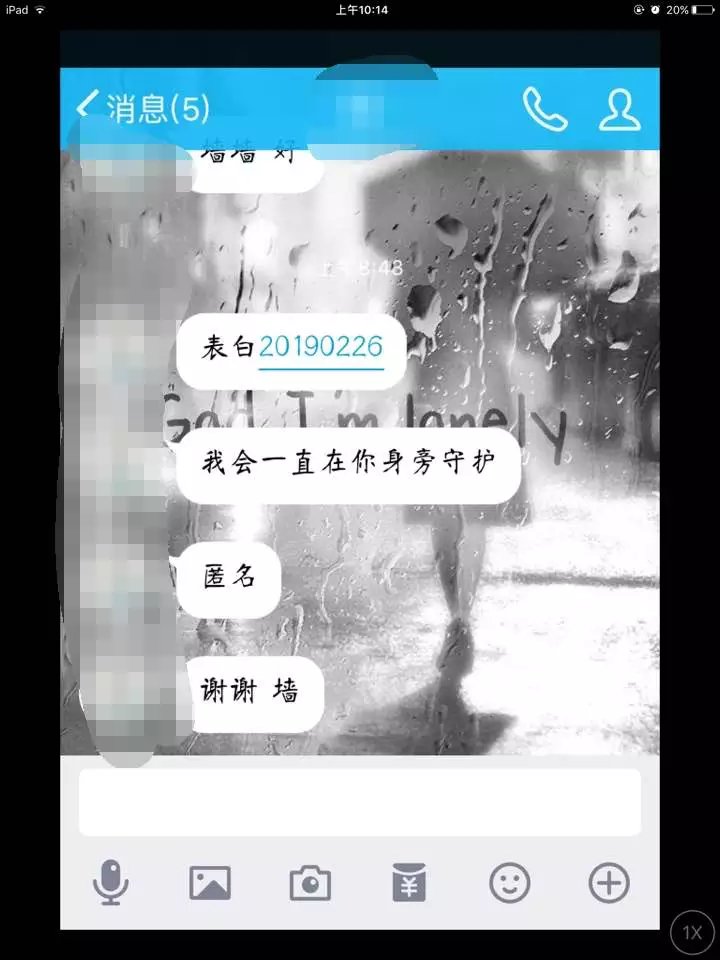 iPad 上午10:14 20%
消息(5)
墙墙 好
上午 8:48
表白20190226
God I'm lonely
我会一直在你身旁守护
匿名
谢谢 墙
1X